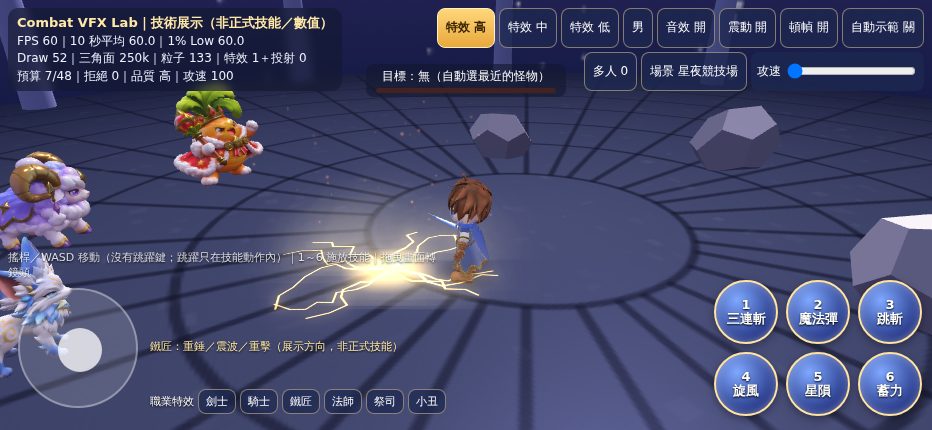 Combat VFX Lab｜技術展示（非正式技能／數值）
FPS 60｜10 秒平均 60.0｜1% Low 60.0
Draw 52｜三角面 250k｜粒子 133｜特效 1＋投射 0
預算 7/48｜拒絕 0｜品質 高｜攻速 100
特效 高
特效 中
特效 低
男
音效 開
震動 開
頓幀 開
自動示範 關
目標：無（自動選最近的怪物）
多人 0
場景 星夜競技場
攻速
搖桿／WASD 移動（沒有跳躍鍵；跳躍只在技能動作內）｜1～6 施放技能｜拖曳畫面轉
鏡頭
1
三連斬
2
魔法彈
3
跳斬
鐵匠：重錘／震波／重擊（展示方向，非正式技能）
4
旋風
5
星隕
6
蓄力
職業特效
劍士
騎士
鐵匠
法師
祭司
小丑